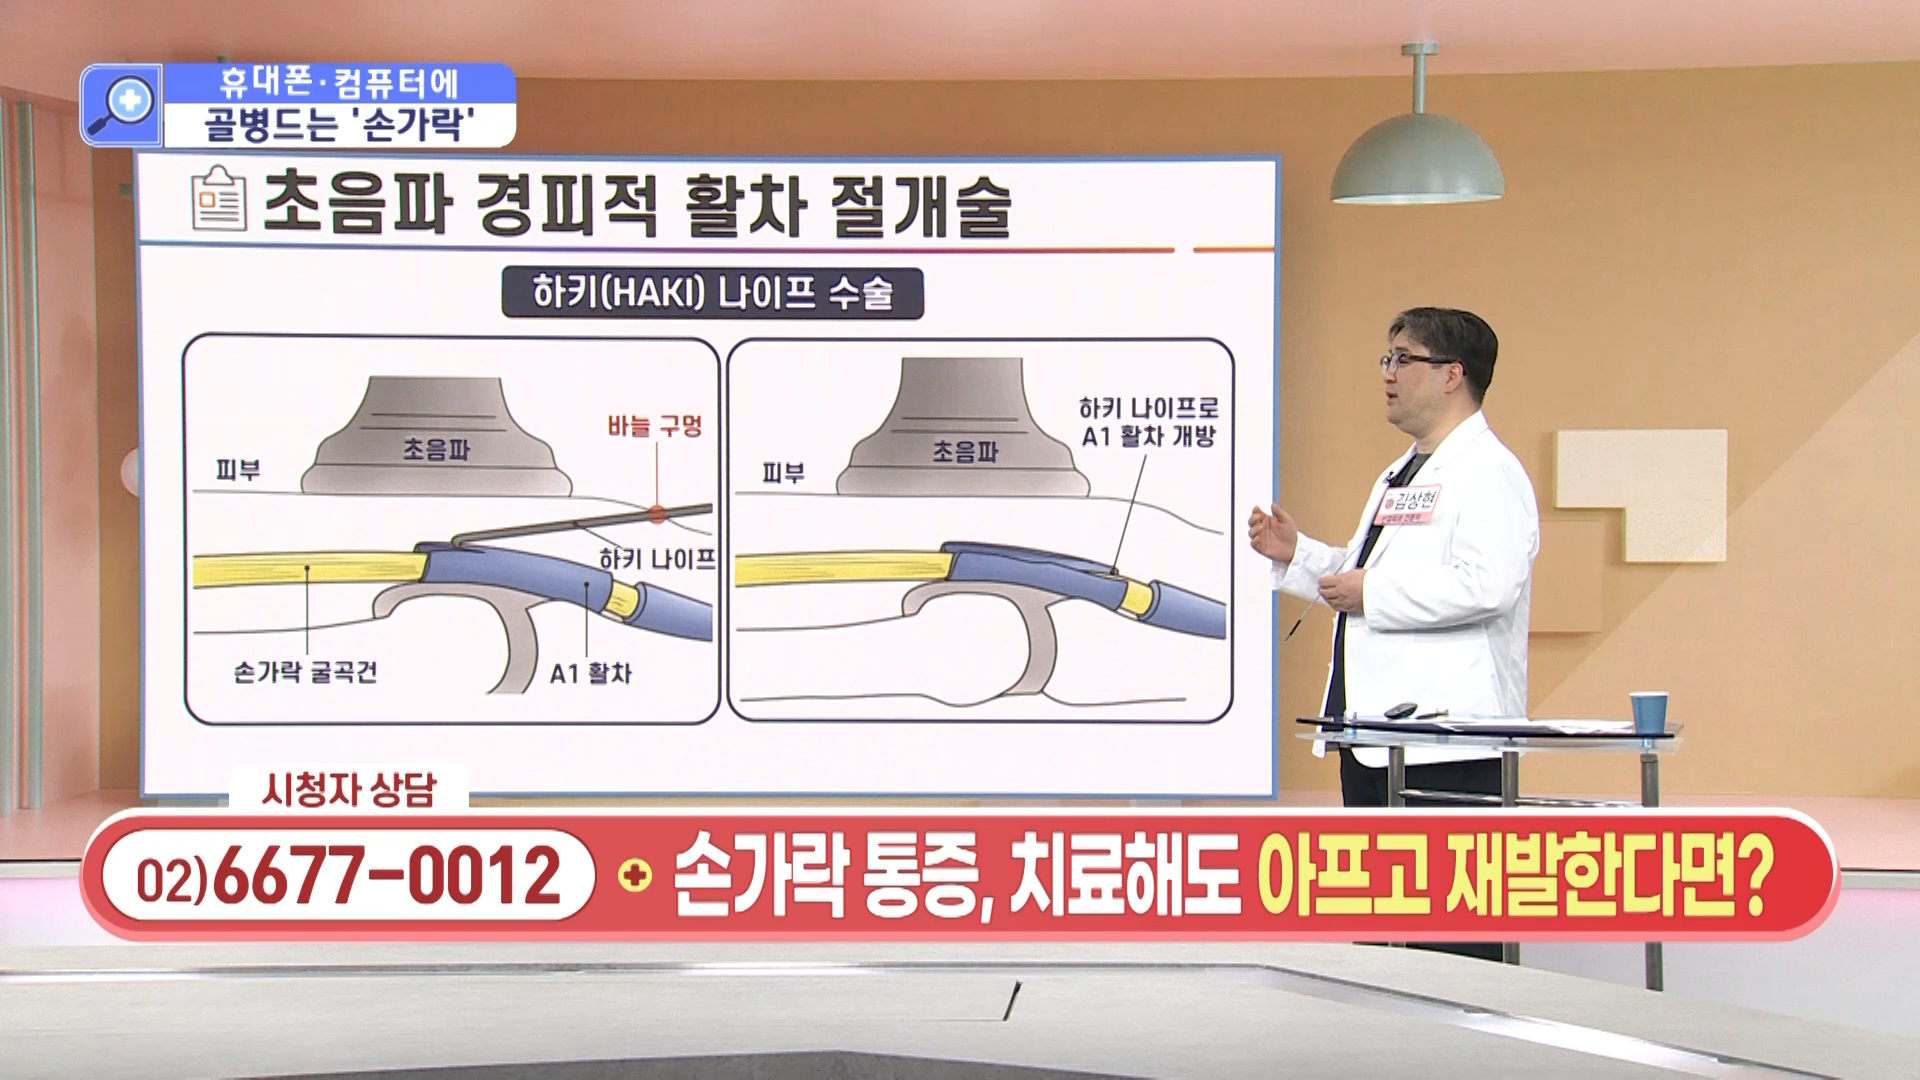 휴대폰·컴퓨터에
골병드는 '손가락'
초음파 경피적 활차 절개술
하키(HAKI) 나이프 수술
초음파
피부
바늘 구멍
하키 나이프
손가락 굴곡건
A1 활차
초음파
피부
하키 나이프로
A1 활차 개방
김상현
시청자 상담
02)6677-0012
손가락 통증, 치료해도 아프고 재발한다면?